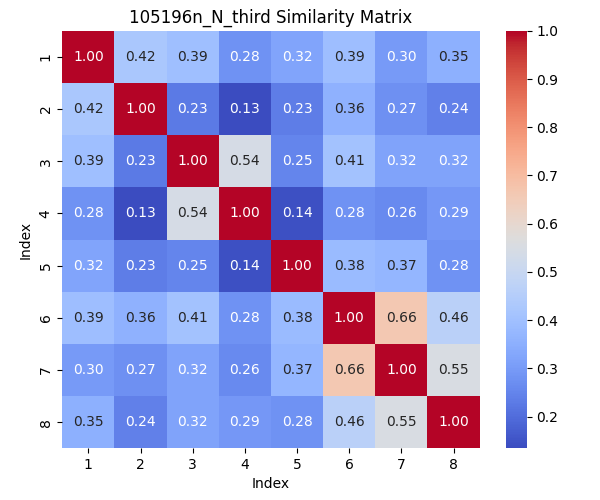 105196n_N_third Similarity Matrix
1 1.00 0.42 0.39 0.28 0.32 0.39 0.30 0.35
2 0.42 1.00 0.23 0.13 0.23 0.36 0.27 0.24
3 0.39 0.23 1.00 0.54 0.25 0.41 0.32 0.32
4 0.28 0.13 0.54 1.00 0.14 0.28 0.26 0.29
5 0.32 0.23 0.25 0.14 1.00 0.38 0.37 0.28
6 0.39 0.36 0.41 0.28 0.38 1.00 0.66 0.46
7 0.30 0.27 0.32 0.26 0.37 0.66 1.00 0.55
8 0.35 0.24 0.32 0.29 0.28 0.46 0.55 1.00
1 2 3 4 5 6 7 8
Index
Index
1.0
0.9
0.8
0.7
0.6
0.5
0.4
0.3
0.2